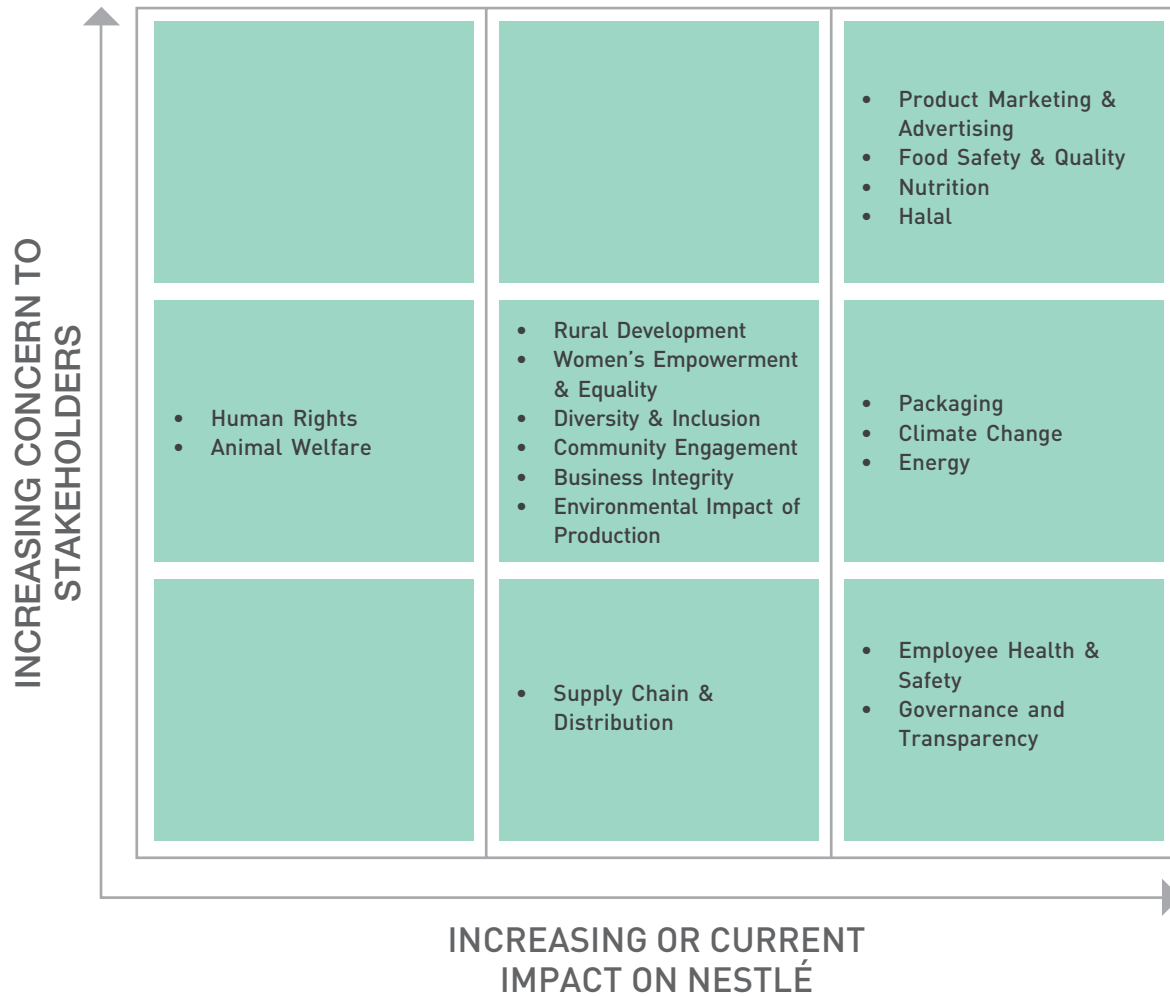 INCREASING CONCERN TO
STAKEHOLDERS
• Product Marketing &
Advertising
• Food Safety & Quality
• Nutrition
• Halal
• Human Rights
• Animal Welfare
• Rural Development
• Women’s Empowerment
& Equality
• Diversity & Inclusion
• Community Engagement
• Business Integrity
• Environmental Impact of
Production
• Packaging
• Climate Change
• Energy
• Supply Chain &
Distribution
• Employee Health &
Safety
• Governance and
Transparency
INCREASING OR CURRENT
IMPACT ON NESTLÉ